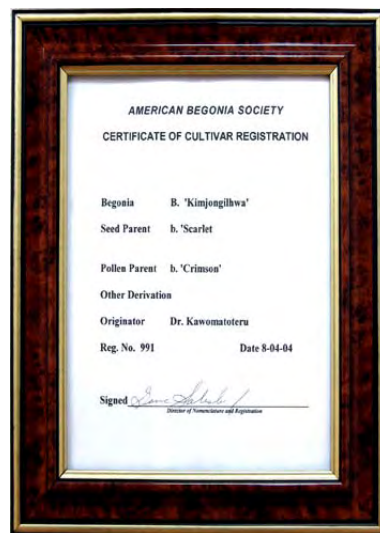 AMERICAN BEGONIA SOCIETY
CERTIFICATE OF CULTIVAR REGISTRATION
Begonia B. 'Kimjongilhwa'
Seed Parent b. 'Scarlet
Pollen Parent b. 'Crimson'
Other Derivation
Originator Dr. Kawomatoteru
Reg. No. 991 Date 8-04-04
Signed
Director of Nomenclature and Registration